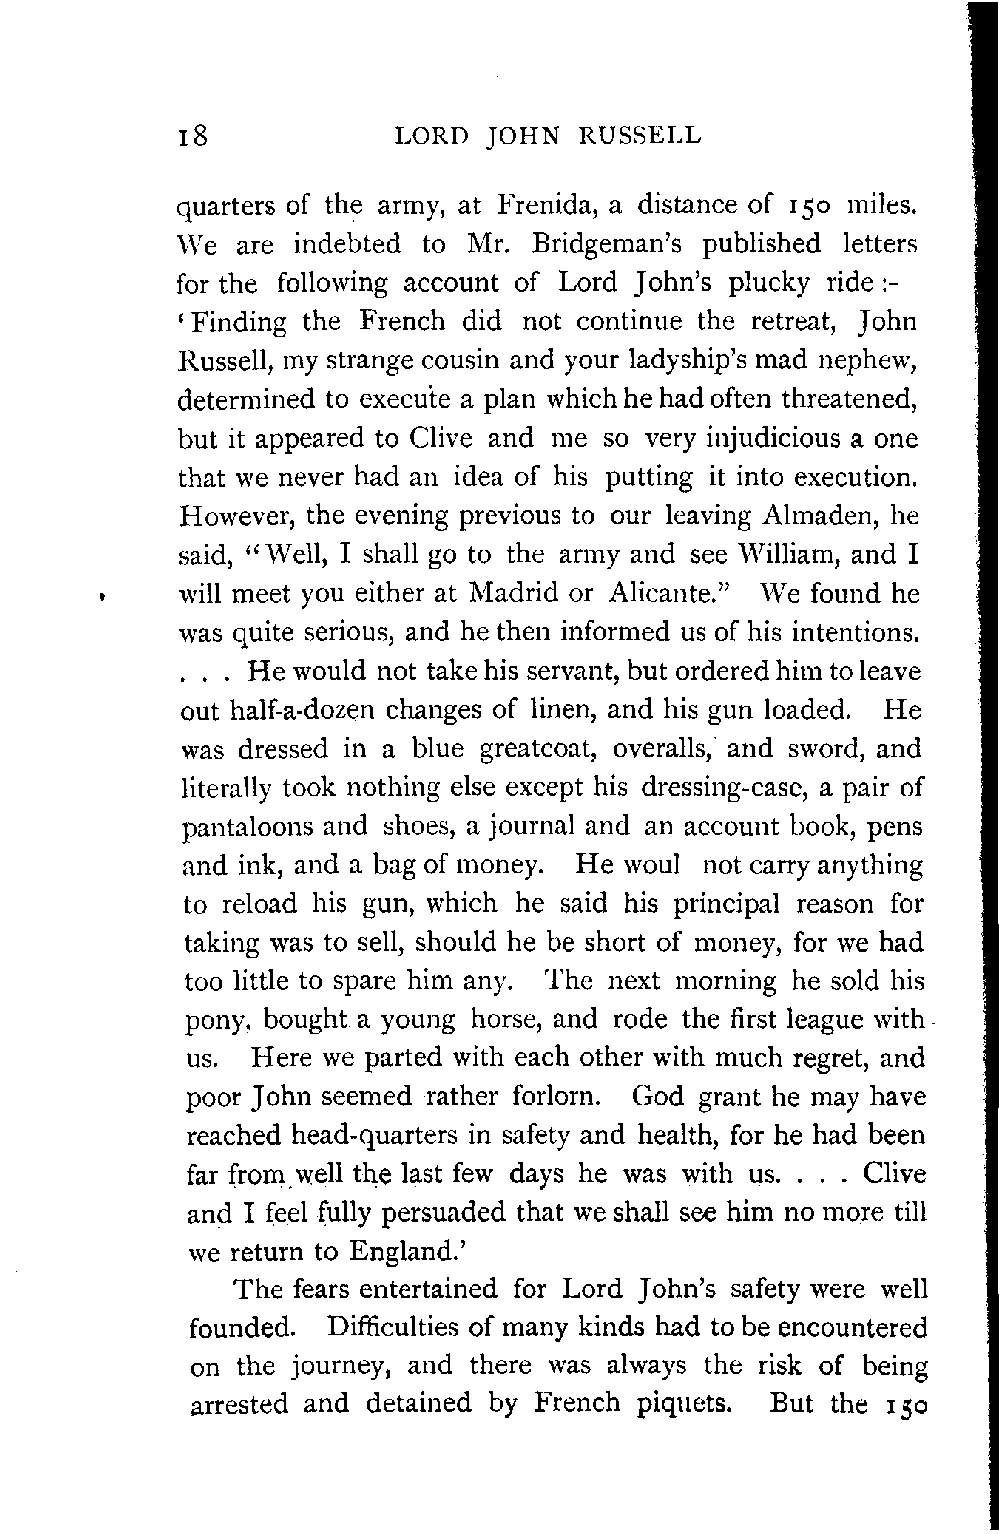 18 LORD JOHN RUSSELL
quarters of the army, at Frenida, a distance of 150 miles.
We are indebted to Mr. Bridgeman's published letters
for the following account of Lord John's plucky ride :-
'Finding the French did not continue the retreat, John
Russell, my strange cousin and your ladyship's mad nephew,
determined to execute a plan which he had often threatened,
but it appeared to Clive and me so very injudicious a one
that we never had an idea of his putting it into execution.
However, the evening previous to our leaving Almaden, he
said, "Well, I shall go to the army and see William, and I
will meet you either at Madrid or Alicante." We found he
was quite serious, and he then informed us of his intentions.
. . . He would not take his servant, but ordered him to leave
out half-a-dozen changes of linen, and his gun loaded. He
was dressed in a blue greatcoat, overalls, and sword, and
literally took nothing else except his dressing-case, a pair of
pantaloons and shoes, a journal and an account book, pens
and ink, and a bag of money. He woul not carry anything
to reload his gun, which he said his principal reason for
taking was to sell, should he be short of money, for we had
too little to spare him any. The next morning he sold his
pony, bought a young horse, and rode the first league with
us. Here we parted with each other with much regret, and
poor John seemed rather forlorn. God grant he may have
reached head-quarters in safety and health, for he had been
far from well the last few days he was with us. . . . Clive
and I feel fully persuaded that we shall see him no more till
we return to England.'
The fears entertained for Lord John's safety were well
founded. Difficulties of many kinds had to be encountered
on the journey, and there was always the risk of being
arrested and detained by French piquets. But the 150